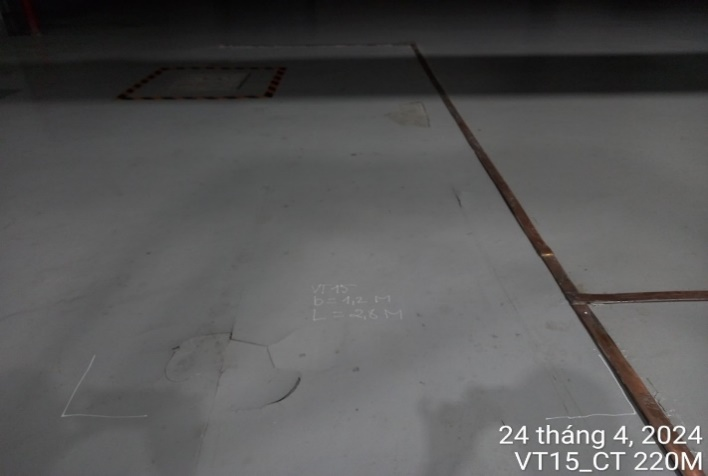 VT15
b = 1,2 M
L = 2,6 M
24 tháng 4, 2024
VT15_CT 220M